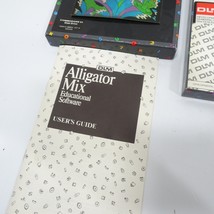 Alligator
Mix
Educational
Software
USER'S GUIDE
DLM
DLM